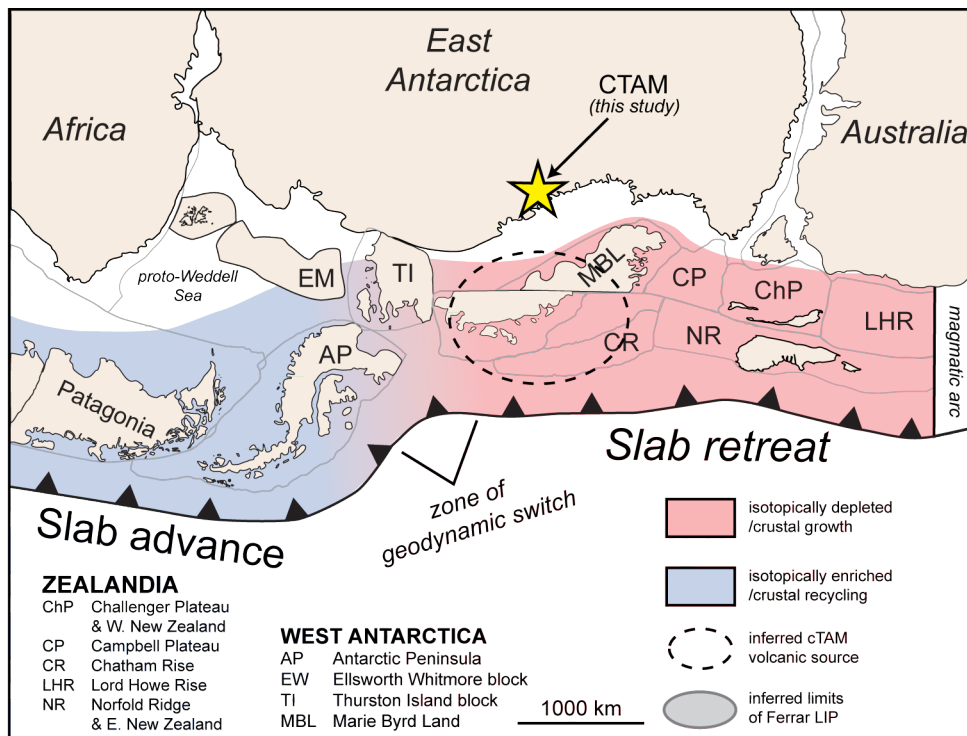 East
Antarctica
CTAM
(this study)
Africa
Australia
proto-Weddell
Sea
EM
TI
MBL
CP
ChP
LHR
AP
CR
NR
Patagonia
magmatic arc
Slab retreat
zone of
geodynamic switch
Slab advance
ZEALANDIA
ChP Challenger Plateau
& W. New Zealand
CP Campbell Plateau
CR Chatham Rise
LHR Lord Howe Rise
NR Norfold Ridge
& E. New Zealand
WEST ANTARCTICA
AP Antarctic Peninsula
EW Ellsworth Whitmore block
TI Thurston Island block
MBL Marie Byrd Land
1000 km
isotopically depleted
/crustal growth
isotopically enriched
/crustal recycling
inferred cTAM
volcanic source
inferred limits
of Ferrar LIP